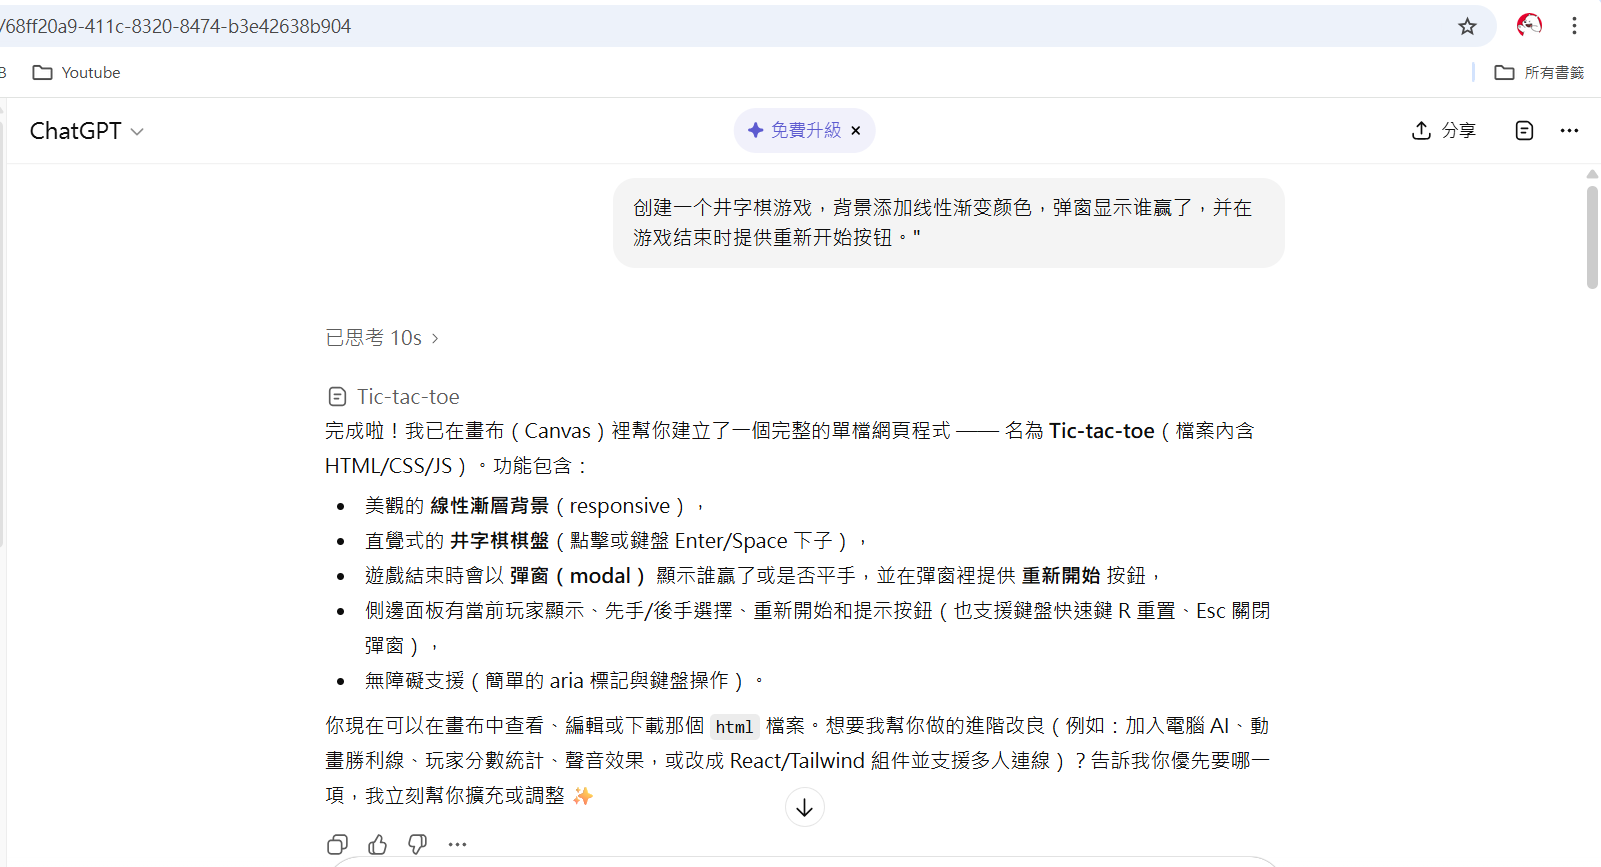 /68ff20a9-411c-8320-8474-b3e42638b904
Youtube
所有書籤
ChatGPT
免費升級
分享
创建一个井字棋游戏，背景添加线性渐变颜色，弹窗显示谁赢了，并在
游戏结束时提供重新开始按钮。"
已思考 10s
Tic-tac-toe
完成啦！我已在畫布（Canvas）裡幫你建立了一個完整的單檔網頁程式 —— 名為 Tic-tac-toe（檔案內含
HTML/CSS/JS）。功能包含：
美觀的 線性漸層背景（responsive），
直覺式的 井字棋棋盤（點擊或鍵盤 Enter/Space 下子），
遊戲結束時會以 彈窗（modal） 顯示誰贏了或是否平手，並在彈窗裡提供 重新開始 按鈕，
側邊面板有當前玩家顯示、先手/後手選擇、重新開始和提示按鈕（也支援鍵盤快速鍵 R 重置、Esc 關閉
彈窗），
無障礙支援（簡單的 aria 標記與鍵盤操作）。
你現在可以在畫布中查看、編輯或下載那個 html 檔案。想要我幫你做的進階改良（例如：加入電腦 AI、動
畫勝利線、玩家分數統計、聲音效果，或改成 React/Tailwind 組件並支援多人連線）？告訴我你優先要哪一
項，我立刻幫你擴充或調整 ✨